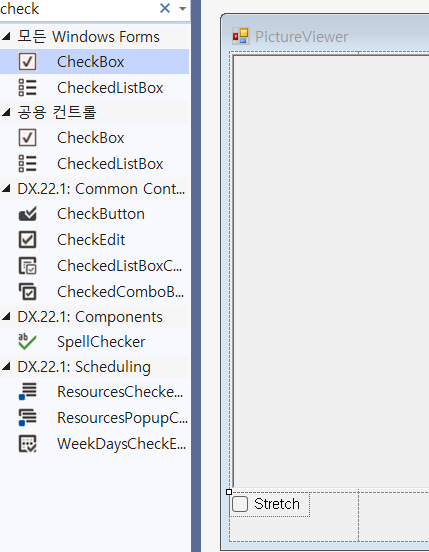 check
모든 Windows Forms
CheckBox
CheckedListBox
공용 컨트롤
CheckBox
CheckedListBox
DX.22.1: Common Cont...
CheckButton
CheckEdit
CheckedListBoxC...
CheckedComboB...
DX.22.1: Components
SpellChecker
DX.22.1: Scheduling
ResourcesChecke...
ResourcesPopupC...
WeekDaysCheckE...
PictureViewer
Stretch